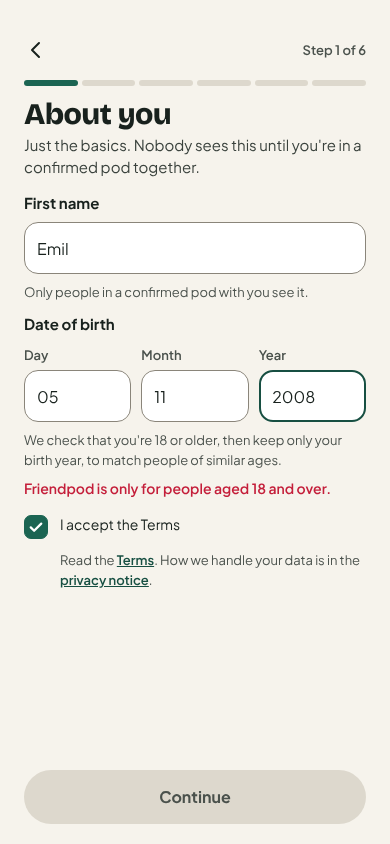 Step 1 of 6
About you
Just the basics. Nobody sees this until you're in a
confirmed pod together.
First name
Emil
Only people in a confirmed pod with you see it.
Date of birth
Day Month Year
05 11 2008
We check that you're 18 or older, then keep only your
birth year, to match people of similar ages.
Friendpod is only for people aged 18 and over.
I accept the Terms
Read the Terms. How we handle your data is in the
privacy notice.
Continue